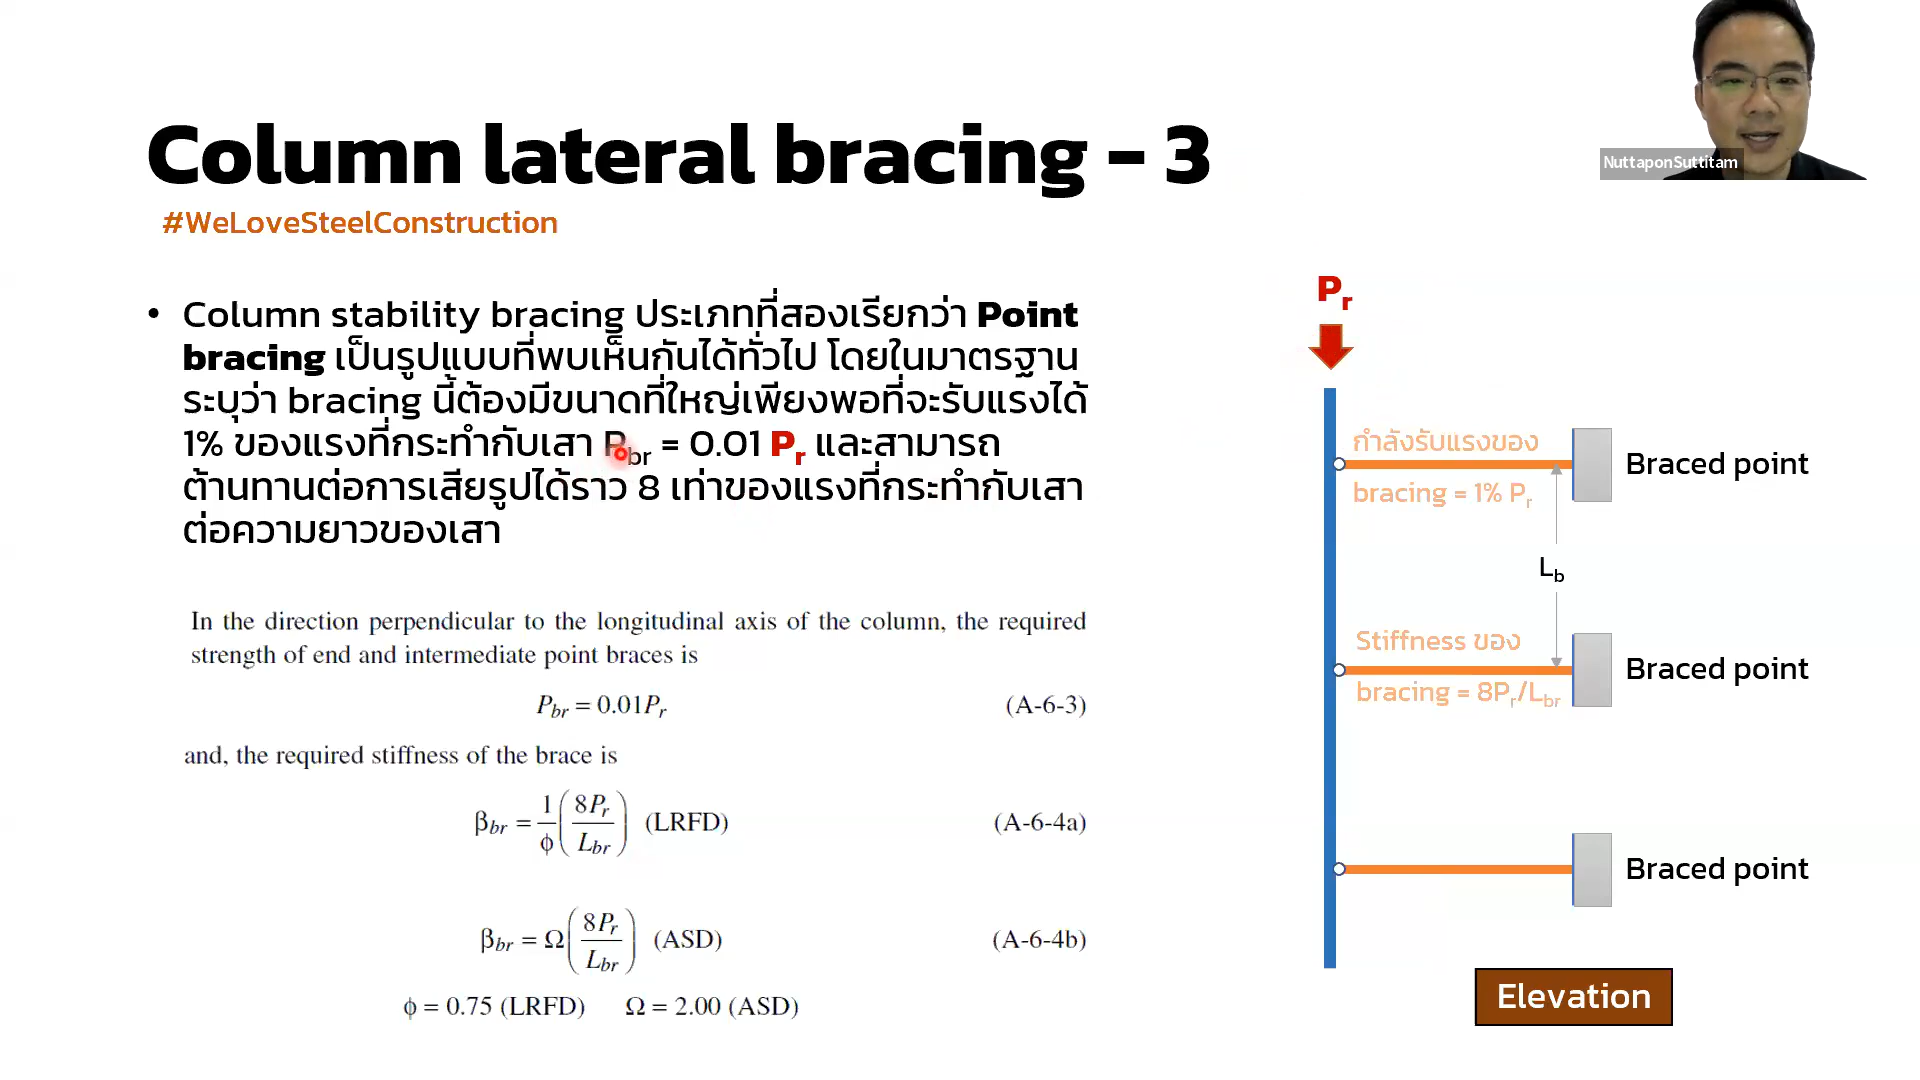 NuttaponSuttitam
Column lateral bracing - 3
#WeLoveSteelConstruction
• Column stability bracing ประเภทที่สองเรียกว่า Point
bracing เป็นรูปแบบที่พบเห็นกันได้ทั่วไป โดยในมาตรฐาน
ระบุว่า bracing นี้ต้องมีขนาดที่ใหญ่เพียงพอที่จะรับแรงได้
1% ของแรงที่กระทำกับเสา Pbr = 0.01 Pr และสามารถ
ต้านทานต่อการเสียรูปได้ราว 8 เท่าของแรงที่กระทำกับเสา
ต่อความยาวของเสา
In the direction perpendicular to the longitudinal axis of the column, the required
strength of end and intermediate point braces is
Pbr = 0.01Pr (A-6-3)
and, the required stiffness of the brace is
βbr = 1/ϕ (8Pr/Lbr) (LRFD) (A-6-4a)
βbr = Ω (8Pr/Lbr) (ASD) (A-6-4b)
ϕ = 0.75 (LRFD) Ω = 2.00 (ASD)
Pr
กำลังรับแรงของ
bracing = 1% Pr
Braced point
Lb
Stiffness ของ
bracing = 8Pr/Lbr
Braced point
Braced point
Elevation